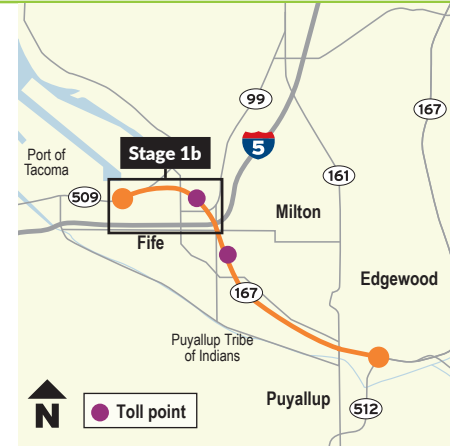 99
167
5
Stage 1b
Port of
Tacoma
161
509
Milton
Fife
Edgewood
167
Puyallup Tribe
of Indians
Puyallup
512
N
Toll point